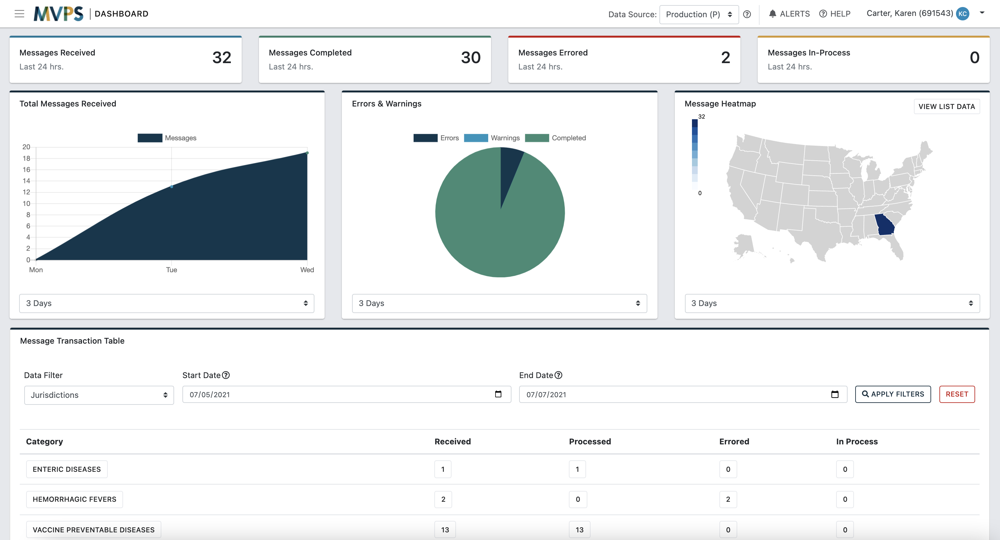 MVPS | DASHBOARD
Data Source: Production (P) ALERTS HELP Carter, Karen (691543) KC
Messages Received 32
Last 24 hrs.
Messages Completed 30
Last 24 hrs.
Messages Errored 2
Last 24 hrs.
Messages In-Process 0
Last 24 hrs.
Total Messages Received
Messages
20
18
16
14
12
10
8
6
4
2
0
Mon Tue Wed
3 Days
Errors & Warnings
Errors Warnings Completed
3 Days
Message Heatmap
VIEW LIST DATA
32
0
3 Days
Message Transaction Table
Data Filter Start Date End Date
Jurisdictions 07/05/2021 07/07/2021 APPLY FILTERS RESET
Category Received Processed Errored In Process
ENTERIC DISEASES 1 1 0 0
HEMORRHAGIC FEVERS 2 0 2 0
VACCINE PREVENTABLE DISEASES 13 13 0 0